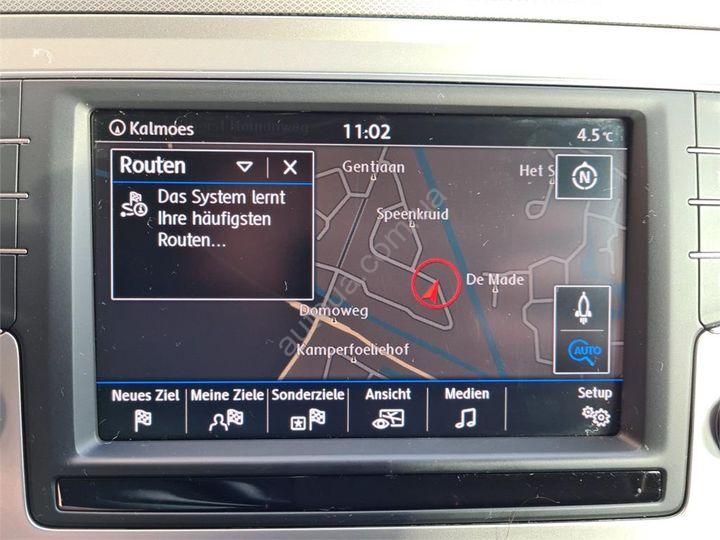 Kalmoes
11:02
4.5°C
Routen
Das System lernt
Ihre häufigsten
Routen...
Gentiaan
Het S
N
Speenkruid
De Made
Domoweg
AUTO
Kamperfoeliehof
Neues Ziel
Meine Ziele
Sonderziele
Ansicht
Medien
Setup